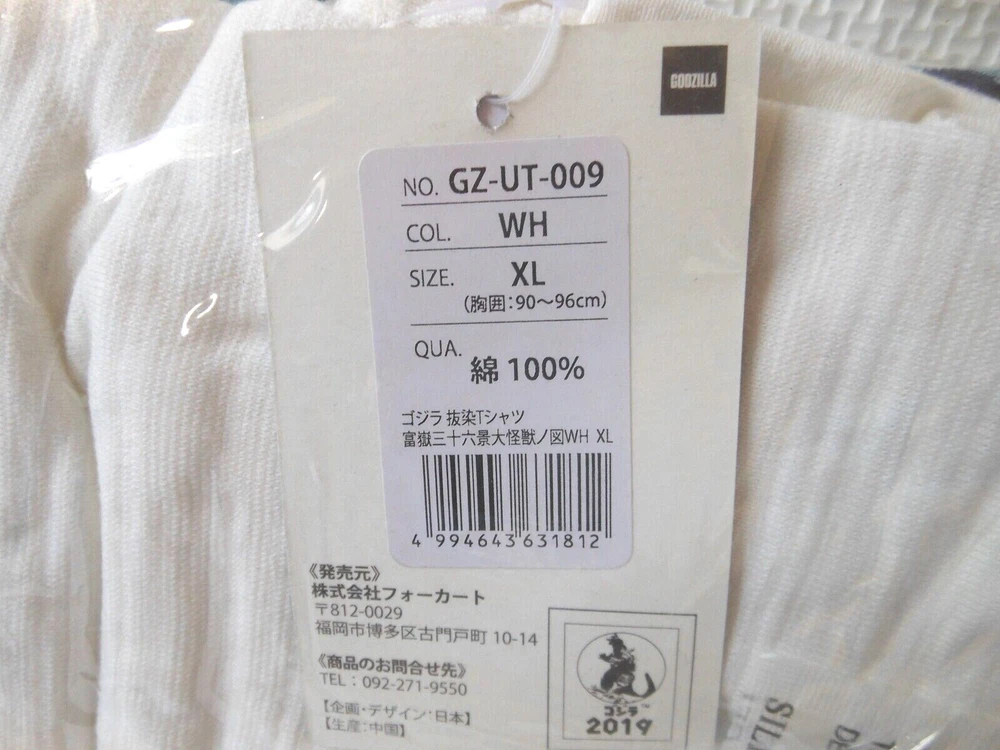 GODZILLA
NO. GZ-UT-009
COL. WH
SIZE. XL
(胸囲:90~96cm)
QUA. 綿 100%
ゴジラ 抜染Tシャツ
富嶽三十六景大怪獣ノ図WH XL
4 994643 631812
《発売元》
株式会社フォーカート
〒812-0029
福岡市博多区古門戸町 10-14
《商品のお問合せ先》
TEL:092-271-9550
【企画・デザイン:日本】
【生産:中国】
ゴジラ™
2019